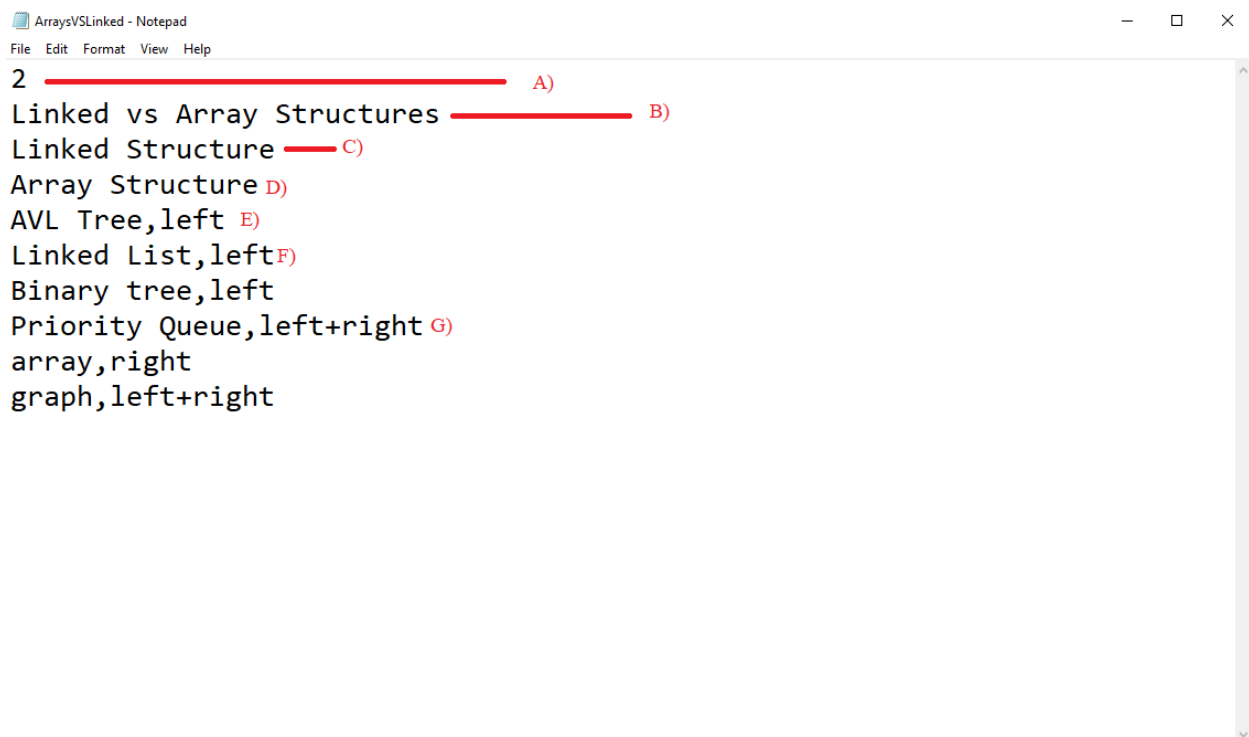 ArraysVSLinked - Notepad
File Edit Format View Help
2 A)
Linked vs Array Structures B)
Linked Structure C)
Array Structure D)
AVL Tree,left E)
Linked List,left F)
Binary tree,left
Priority Queue,left+right G)
array,right
graph,left+right